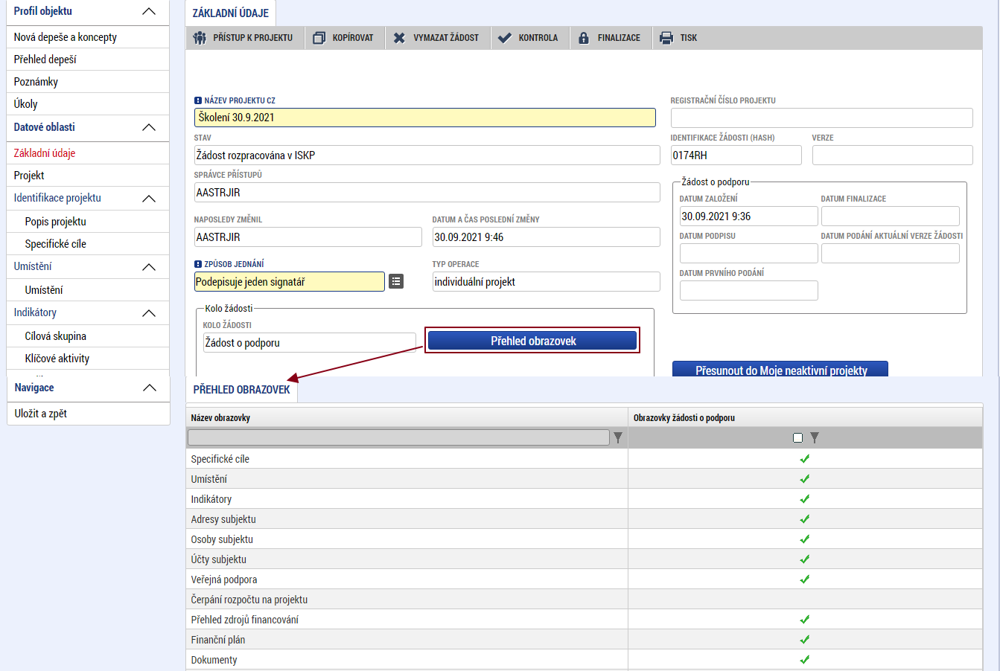 Profil objektu
Nová depeše a koncepty
Přehled depeší
Poznámky
Úkoly
Datové oblasti
Základní údaje
Projekt
Identifikace projektu
Popis projektu
Specifické cíle
Umístění
Umístění
Indikátory
Cílová skupina
Klíčové aktivity
Navigace
Uložit a zpět
ZÁKLADNÍ ÚDAJE
PŘÍSTUP K PROJEKTU
KOPÍROVAT
VYMAZAT ŽÁDOST
KONTROLA
FINALIZACE
TISK
NÁZEV PROJEKTU CZ
Školení 30.9.2021
REGISTRAČNÍ ČÍSLO PROJEKTU
STAV
Žádost rozpracována v ISKP
IDENTIFIKACE ŽÁDOSTI (HASH)
0174RH
VERZE
SPRÁVCE PŘÍSTUPŮ
AASTRJIR
NAPOSLEDY ZMĚNIL
AASTRJIR
DATUM A ČAS POSLEDNÍ ZMĚNY
30.09.2021 9:46
ZPŮSOB JEDNÁNÍ
Podepisuje jeden signatář
TYP OPERACE
individuální projekt
Žádost o podporu
DATUM ZALOŽENÍ
30.09.2021 9:36
DATUM FINALIZACE
DATUM PODPISU
DATUM PODÁNÍ AKTUÁLNÍ VERZE ŽÁDOSTI
DATUM PRVNÍHO PODÁNÍ
Kolo žádosti
KOLO ŽÁDOSTI
Žádost o podporu
Přehled obrazovek
Přesunout do Moje neaktivní projekty
PŘEHLED OBRAZOVEK
Název obrazovky
Obrazovky žádosti o podporu
Specifické cíle
Umístění
Indikátory
Adresy subjektu
Osoby subjektu
Účty subjektu
Veřejná podpora
Čerpání rozpočtu na projektu
Přehled zdrojů financování
Finanční plán
Dokumenty